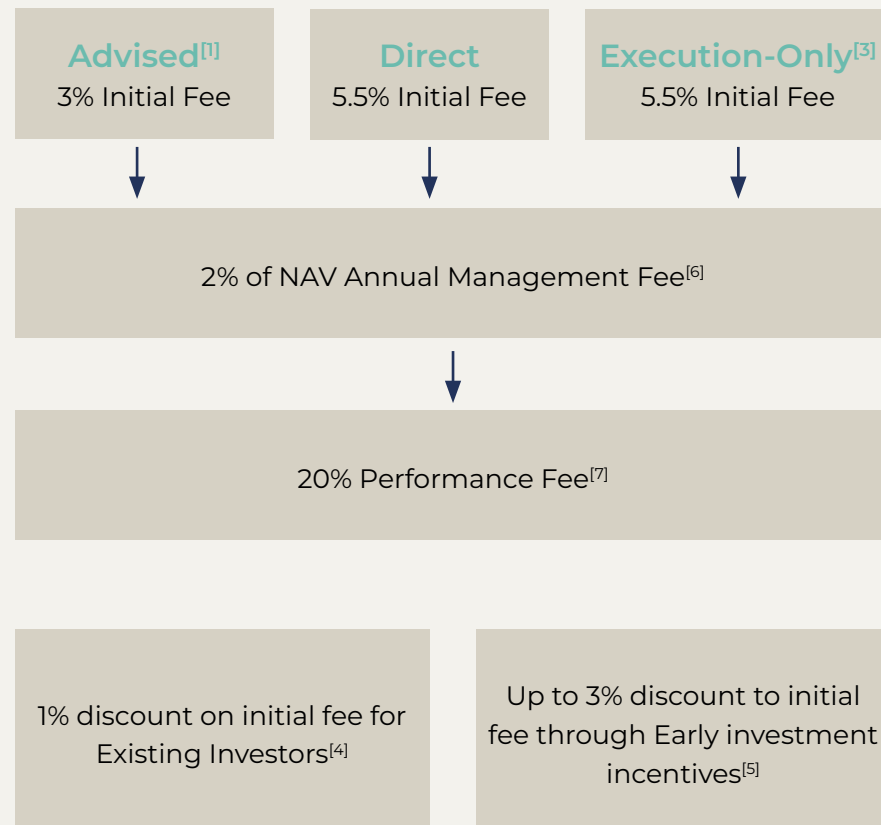 Advised[1]
3% Initial Fee
Direct
5.5% Initial Fee
Execution-Only[3]
5.5% Initial Fee
2% of NAV Annual Management Fee[6]
20% Performance Fee[7]
1% discount on initial fee for
Existing Investors[4]
Up to 3% discount to initial
fee through Early investment
incentives[5]